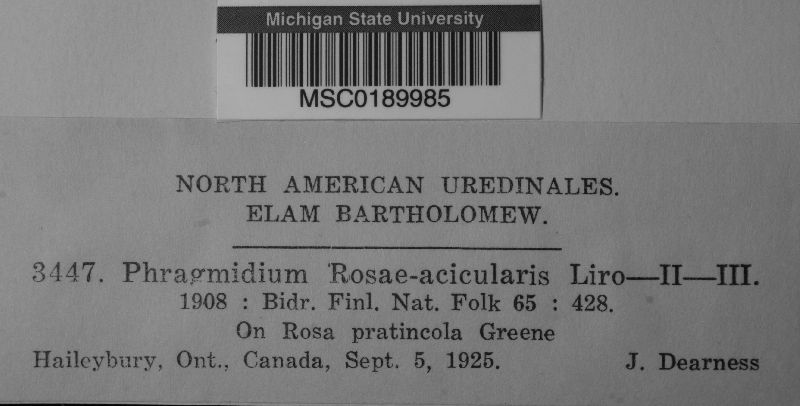 Michigan State University
MSC0189985
NORTH AMERICAN UREDINALES.
ELAM BARTHOLOMEW.
3447. Phragmidium Rosae-acicularis Liro—II—III.
1908 : Bidr. Finl. Nat. Folk 65 : 428.
On Rosa pratincola Greene
Haileybury, Ont., Canada, Sept. 5, 1925. J. Dearness